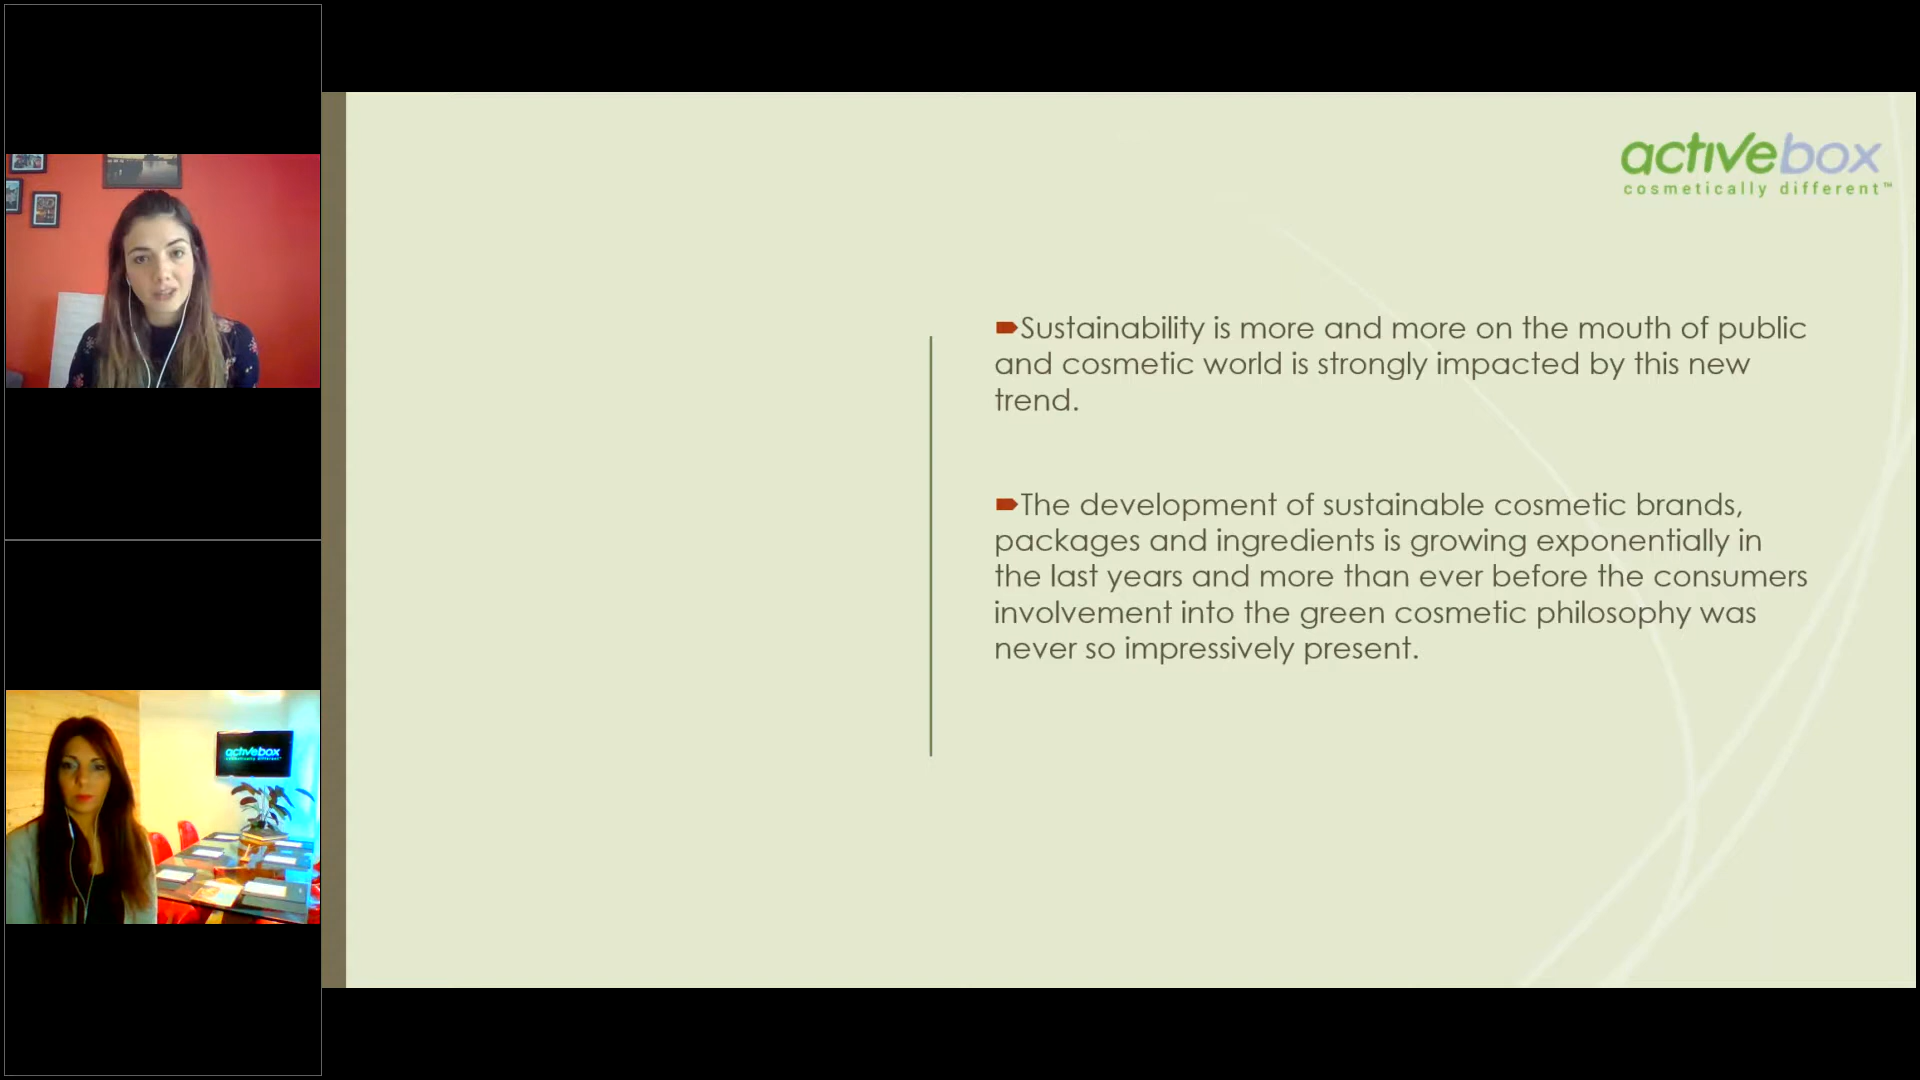 activebox
cosmetically different™
Sustainability is more and more on the mouth of public
and cosmetic world is strongly impacted by this new
trend.
The development of sustainable cosmetic brands,
packages and ingredients is growing exponentially in
the last years and more than ever before the consumers
involvement into the green cosmetic philosophy was
never so impressively present.
activebox
cosmetically different™